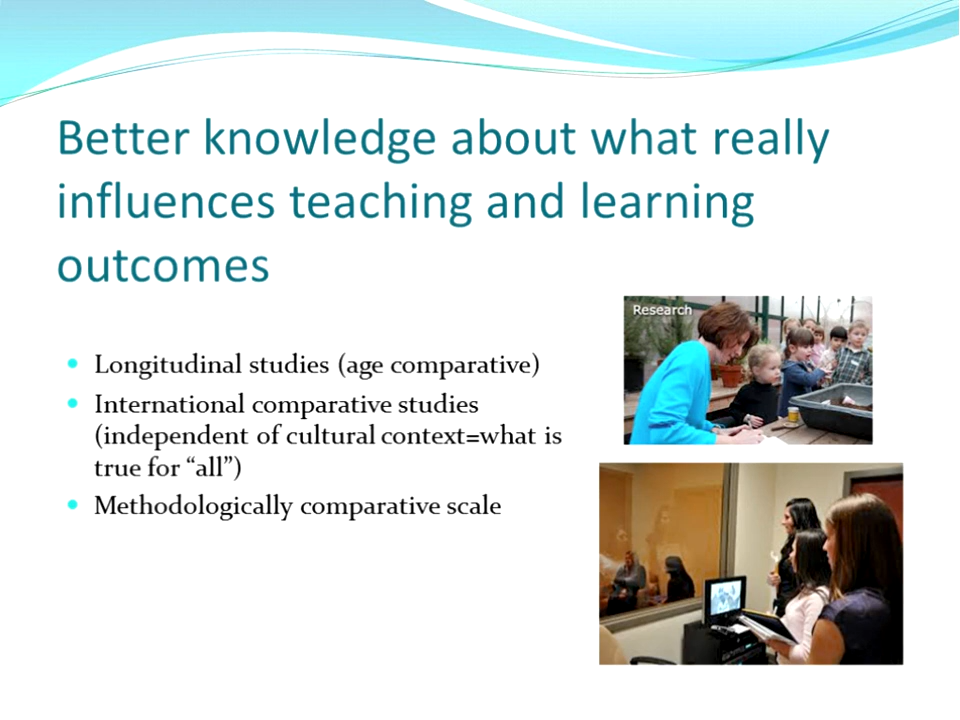 Better knowledge about what really
influences teaching and learning
outcomes
Research
• Longitudinal studies (age comparative)
• International comparative studies
(independent of cultural context=what is
true for “all”)
• Methodologically comparative scale